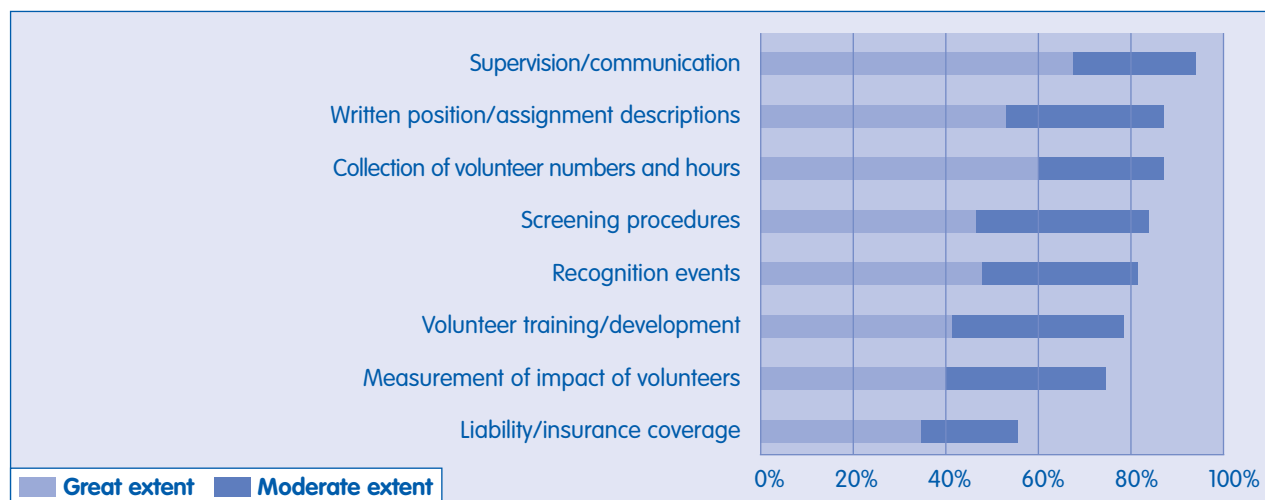 Supervision/communication
Written position/assignment descriptions
Collection of volunteer numbers and hours
Screening procedures
Recognition events
Volunteer training/development
Measurement of impact of volunteers
Liability/insurance coverage
0% 20% 40% 60% 80% 100%
Great extent Moderate extent